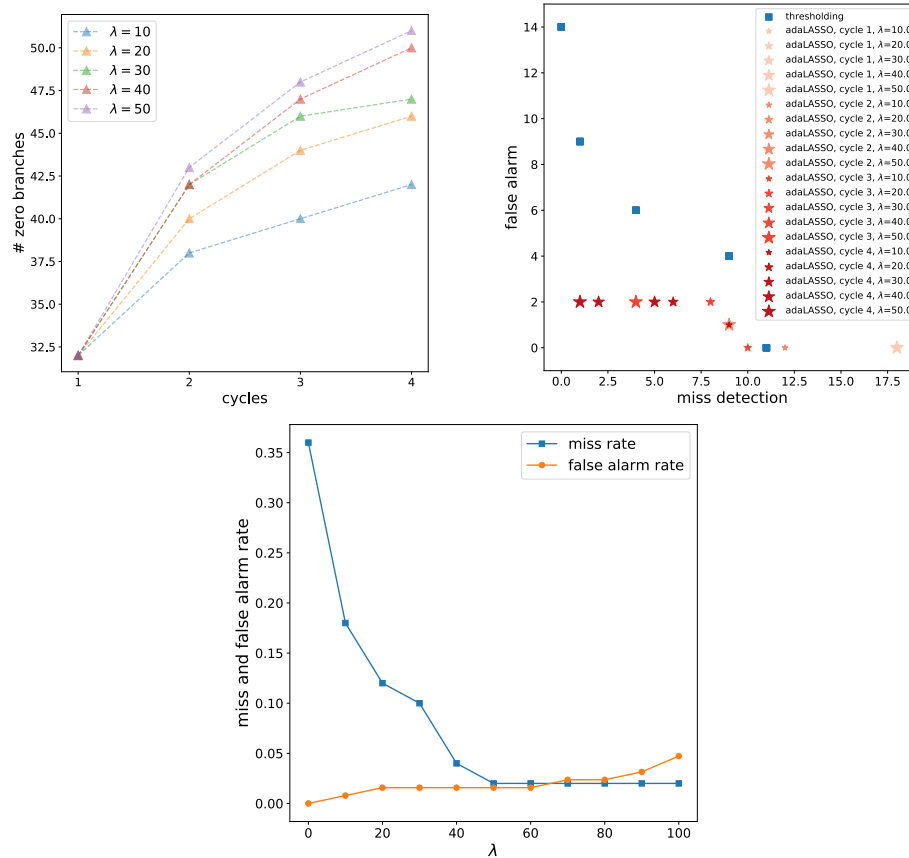 50.0
47.5
45.0
42.5
40.0
37.5
35.0
32.5
# zero branches
λ = 10
λ = 20
λ = 30
λ = 40
λ = 50
1
2
3
4
cycles
14
12
10
8
6
4
2
0
false alarm
thresholding
adaLASSO, cycle 1, λ=10.0
adaLASSO, cycle 1, λ=20.0
adaLASSO, cycle 1, λ=30.0
adaLASSO, cycle 1, λ=40.0
adaLASSO, cycle 1, λ=50.0
adaLASSO, cycle 2, λ=10.0
adaLASSO, cycle 2, λ=20.0
adaLASSO, cycle 2, λ=30.0
adaLASSO, cycle 2, λ=40.0
adaLASSO, cycle 2, λ=50.0
adaLASSO, cycle 3, λ=10.0
adaLASSO, cycle 3, λ=20.0
adaLASSO, cycle 3, λ=30.0
adaLASSO, cycle 3, λ=40.0
adaLASSO, cycle 3, λ=50.0
adaLASSO, cycle 4, λ=10.0
adaLASSO, cycle 4, λ=20.0
adaLASSO, cycle 4, λ=30.0
adaLASSO, cycle 4, λ=40.0
adaLASSO, cycle 4, λ=50.0
0.0
2.5
5.0
7.5
10.0
12.5
15.0
17.5
miss detection
0.35
0.30
0.25
0.20
0.15
0.10
0.05
0.00
miss and false alarm rate
miss rate
false alarm rate
0
20
40
60
80
100
λ